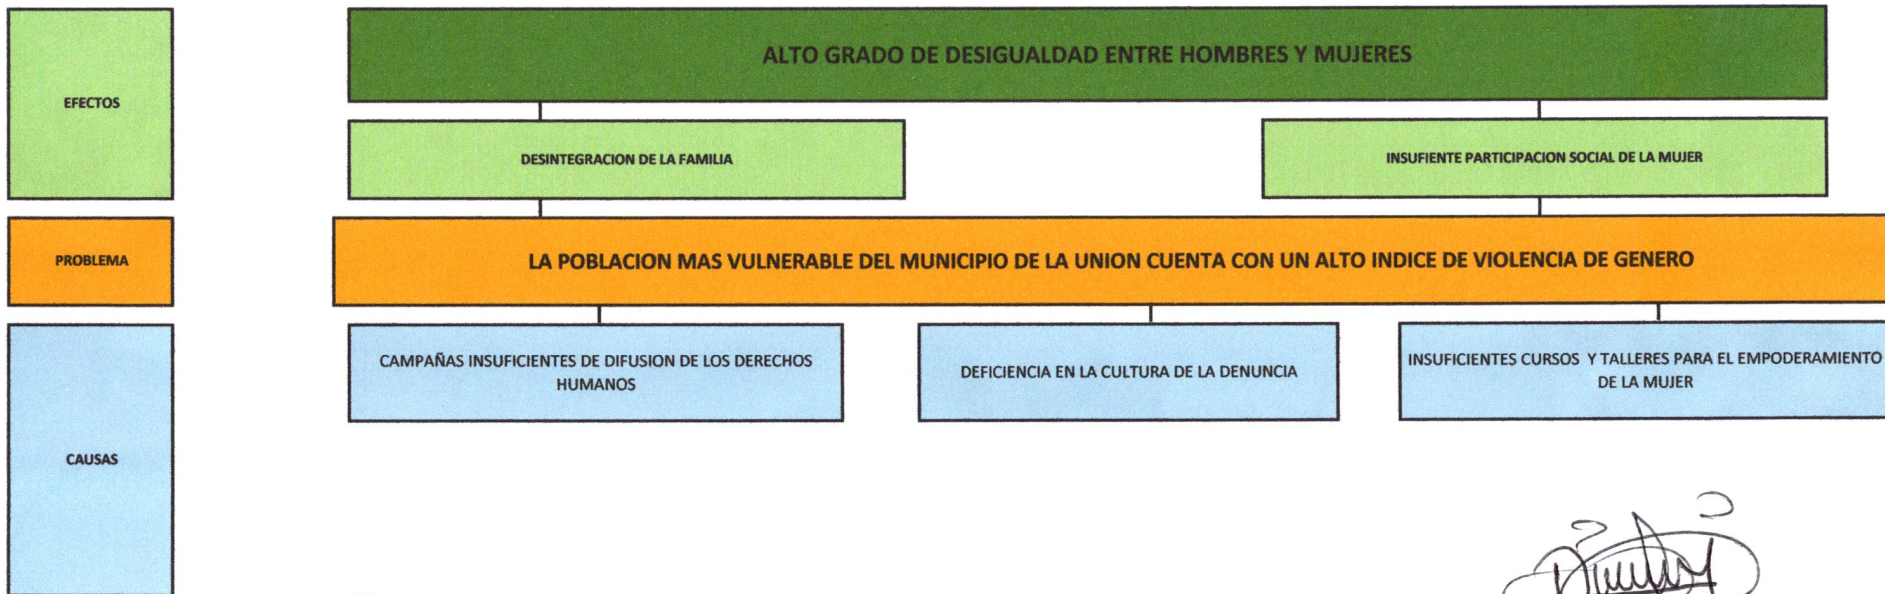 EFECTOS
ALTO GRADO DE DESIGUALDAD ENTRE HOMBRES Y MUJERES
DESINTEGRACION DE LA FAMILIA
INSUFIENTE PARTICIPACION SOCIAL DE LA MUJER
PROBLEMA
LA POBLACION MAS VULNERABLE DEL MUNICIPIO DE LA UNION CUENTA CON UN ALTO INDICE DE VIOLENCIA DE GENERO
CAUSAS
CAMPAÑAS INSUFICIENTES DE DIFUSION DE LOS DERECHOS
HUMANOS
DEFICIENCIA EN LA CULTURA DE LA DENUNCIA
INSUFICIENTES CURSOS Y TALLERES PARA EL EMPODERAMIENTO
DE LA MUJER